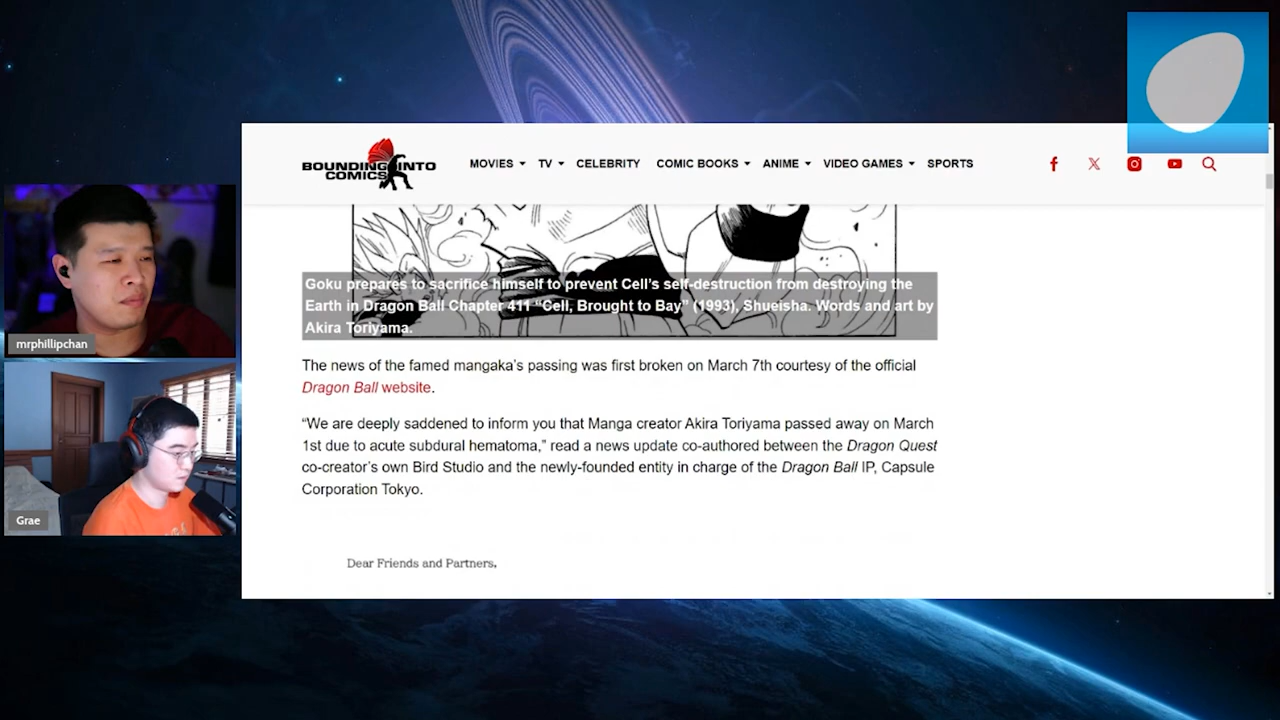 BOUNDING INTO
COMICS
MOVIES TV CELEBRITY COMIC BOOKS ANIME VIDEO GAMES SPORTS
Goku prepares to sacrifice himself to prevent Cell's self-destruction from destroying the
Earth in Dragon Ball Chapter 411 “Cell, Brought to Bay” (1993), Shueisha. Words and art by
Akira Toriyama.
The news of the famed mangaka's passing was first broken on March 7th courtesy of the official
Dragon Ball website.
“We are deeply saddened to inform you that Manga creator Akira Toriyama passed away on March
1st due to acute subdural hematoma,” read a news update co-authored between the Dragon Quest
co-creator's own Bird Studio and the newly-founded entity in charge of the Dragon Ball IP, Capsule
Corporation Tokyo.
Dear Friends and Partners,
mrphillipchan
Grae